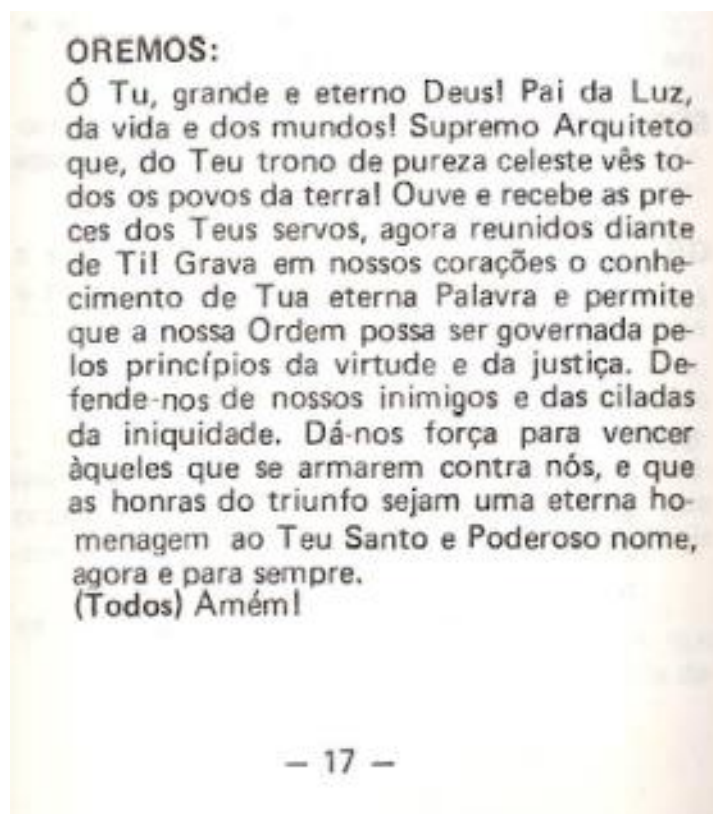 OREMOS:
Ó Tu, grande e eterno Deus! Pai da Luz,
da vida e dos mundos! Supremo Arquiteto
que, do Teu trono de pureza celeste vês to-
dos os povos da terra! Ouve e recebe as pre-
ces dos Teus servos, agora reunidos diante
de Ti! Grava em nossos corações o conhe-
cimento de Tua eterna Palavra e permite
que a nossa Ordem possa ser governada pe-
los princípios da virtude e da justiça. De-
fende-nos de nossos inimigos e das ciladas
da iniquidade. Dá-nos força para vencer
àqueles que se armarem contra nós, e que
as honras do triunfo sejam uma eterna ho-
menagem ao Teu Santo e Poderoso nome,
agora e para sempre.
(Todos) Amém!
– 17 –